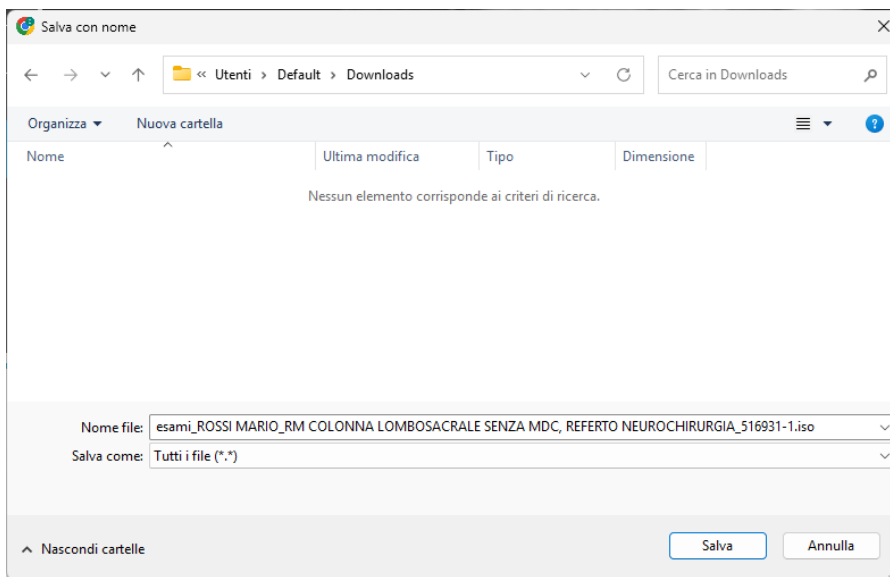 Salva con nome
« Utenti > Default > Downloads
Cerca in Downloads
Organizza
Nuova cartella
?
Nome
Ultima modifica
Tipo
Dimensione
Nessun elemento corrisponde ai criteri di ricerca.
Nome file: esami_ROSSI MARIO_RM COLONNA LOMBOSACRALE SENZA MDC, REFERTO NEUROCHIRURGIA_516931-1.iso
Salva come: Tutti i file (*.*)
Nascondi cartelle
Salva
Annulla